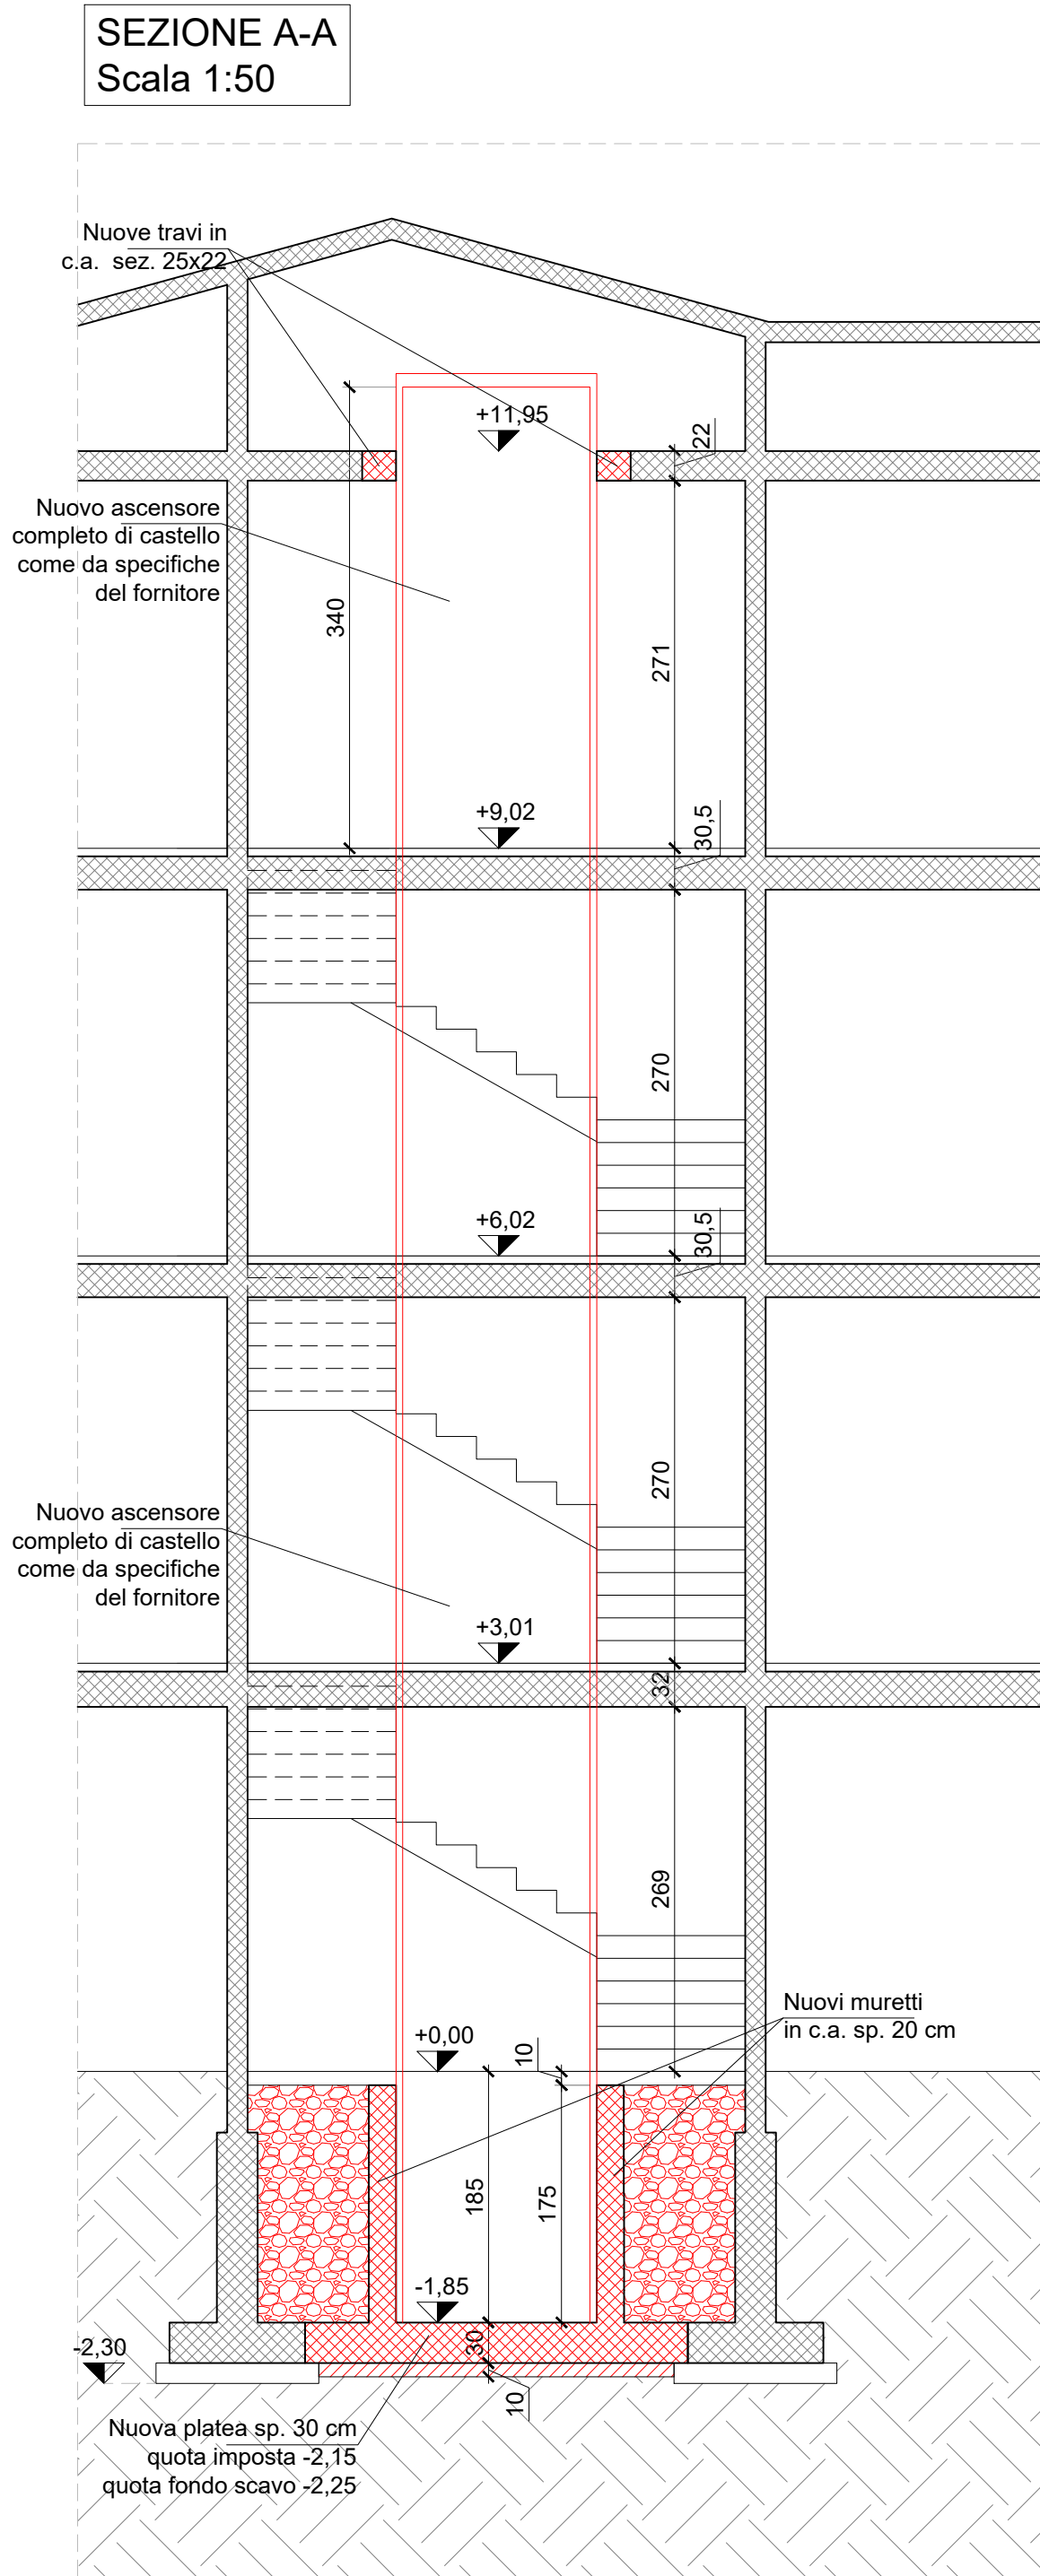 SEZIONE A-A
Scala 1:50
Nuove travi in
c.a. sez. 25x22
+11,95
22
Nuovo ascensore
completo di castello
come da specifiche
del fornitore
340
271
+9,02
30,5
270
+6,02
30,5
270
Nuovo ascensore
completo di castello
come da specifiche
del fornitore
+3,01
32
269
Nuovi muretti
in c.a. sp. 20 cm
+0,00
10
185
175
-1,85
-2,30
30
10
Nuova platea sp. 30 cm
quota imposta -2,15
quota fondo scavo -2,25